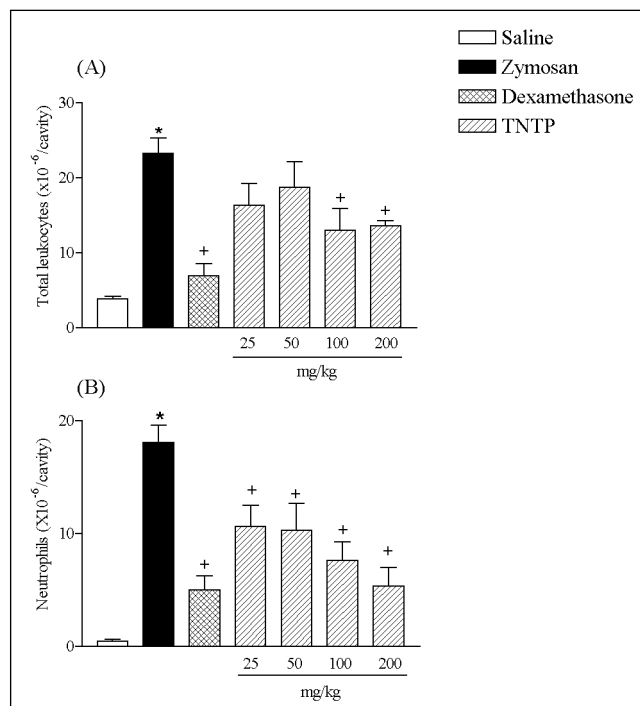 Saline
Zymosan
Dexamethasone
TNTP
(A)
Total leukocytes (x10⁻⁶/cavity)
30
20
10
0
*
+
+
+
25 50 100 200
mg/kg
(B)
Neutrophils (X10⁻⁶/cavity)
20
10
0
*
+
+
+
+
+
25 50 100 200
mg/kg